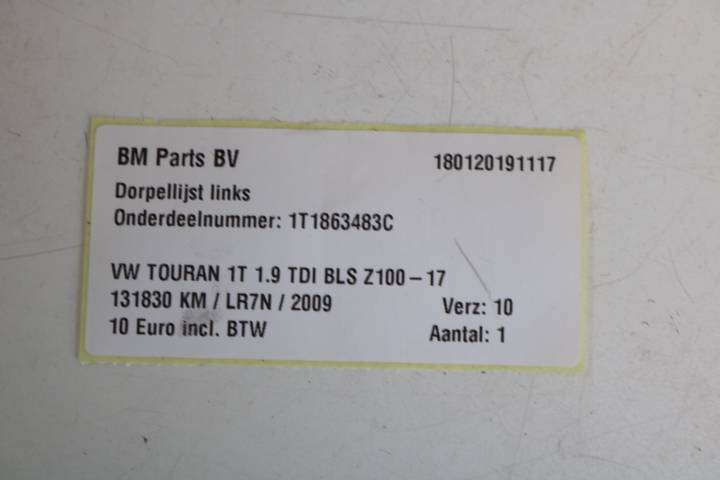 BM Parts BV 180120191117
Dorpellijst links
Onderdeelnummer: 1T1863483C
VW TOURAN 1T 1.9 TDI BLS Z100-17
131830 KM / LR7N / 2009 Verz: 10
10 Euro incl. BTW Aantal: 1